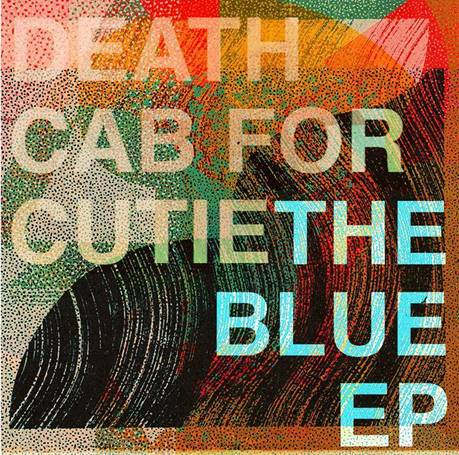 DEATH
CAB FOR
CUTIE THE
BLUE
EP